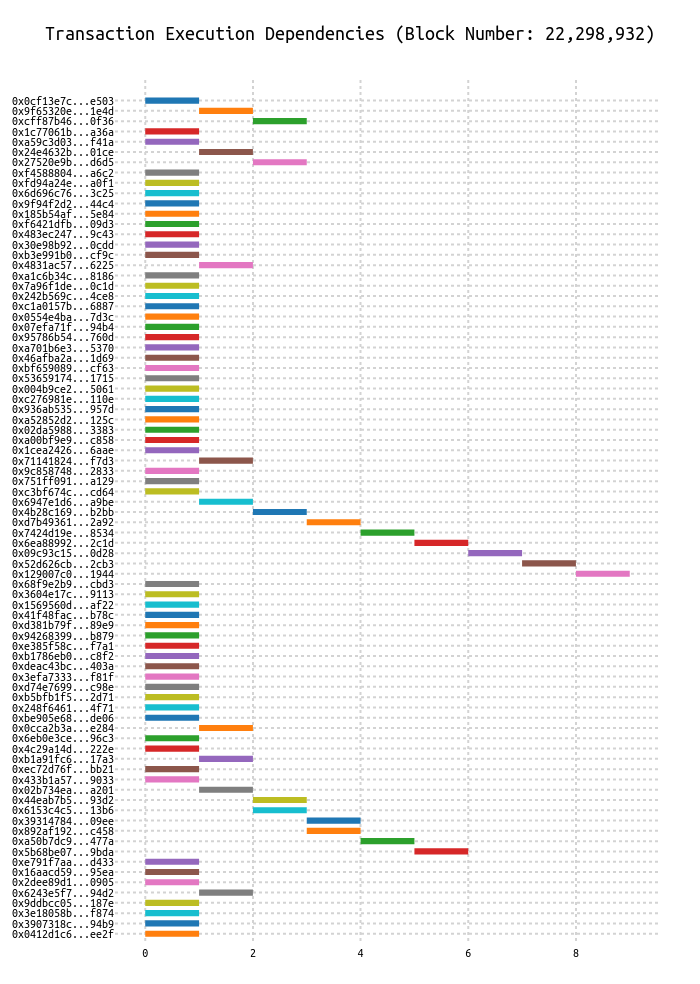 Transaction Execution Dependencies (Block Number: 22,298,932)
0x0cf13e7c...e503
0x9f65320e...1e4d
0xcff87b46...0f36
0x1c77061b...a36a
0xa59c3d03...f41a
0x24e4632b...01ce
0x27520e9b...d6d5
0xf4588804...a6c2
0xfd94a24e...a0f1
0x6d696c76...3c25
0x9f94f2d2...44c4
0x185b54af...5e84
0xf6421dfb...09d3
0x483ec247...9c43
0x30e98b92...0cdd
0xb3e991b0...cf9c
0x4831ac57...6225
0xa1c6b34c...8186
0x7a96f1de...0c1d
0x242b569c...4ce8
0xc1a0157b...6887
0x0554e4ba...7d3c
0x07efa71f...94b4
0x95786b54...760d
0xa701b6e3...5370
0x46afba2a...1d69
0xbf659089...cf63
0x53659174...1715
0x004b9ce2...5061
0xc276981e...110e
0x936ab535...957d
0xa52852d2...125c
0x02da5988...3383
0xa00bf9e9...c858
0x1cea2426...6aae
0x71141824...f7d3
0x9c858748...2833
0x751ff091...a129
0xc3bf674c...cd64
0x6947e1d6...a9be
0x4b28c169...b2bb
0xd7b49361...2a92
0x7424d19e...8534
0x6ea88992...2c1d
0x09c93c15...0d28
0x52d626cb...2cb3
0x129007c0...1944
0x68f9e2b9...cbd3
0x3604e17c...9113
0x1569560d...af22
0x41f48fac...b78c
0xd381b79f...89e9
0x94268399...b879
0xe385f58c...f7a1
0xb1786eb0...c8f2
0xdeac43bc...403a
0x3efa7333...f81f
0xd74e7699...c98e
0xb5bfb1f5...2d71
0x248f6461...4f71
0xbe905e68...de06
0x0cca2b3a...e284
0x6eb0e3ce...96c3
0x4c29a14d...222e
0xb1a91fc6...17a3
0xec72d76f...bb21
0x433b1a57...9033
0x02b734ea...a201
0x44eab7b5...93d2
0x6153c4c5...13b6
0x39314784...09ee
0x892af192...c458
0xa50b7dc9...477a
0x5b68be07...9bda
0xe791f7aa...d433
0x16aacd59...95ea
0x2dee89d1...0905
0x6243e5f7...94d2
0x9ddbcc05...187e
0x3e18058b...f874
0x3907318c...94b9
0x0412d1c6...ee2f
0 2 4 6 8